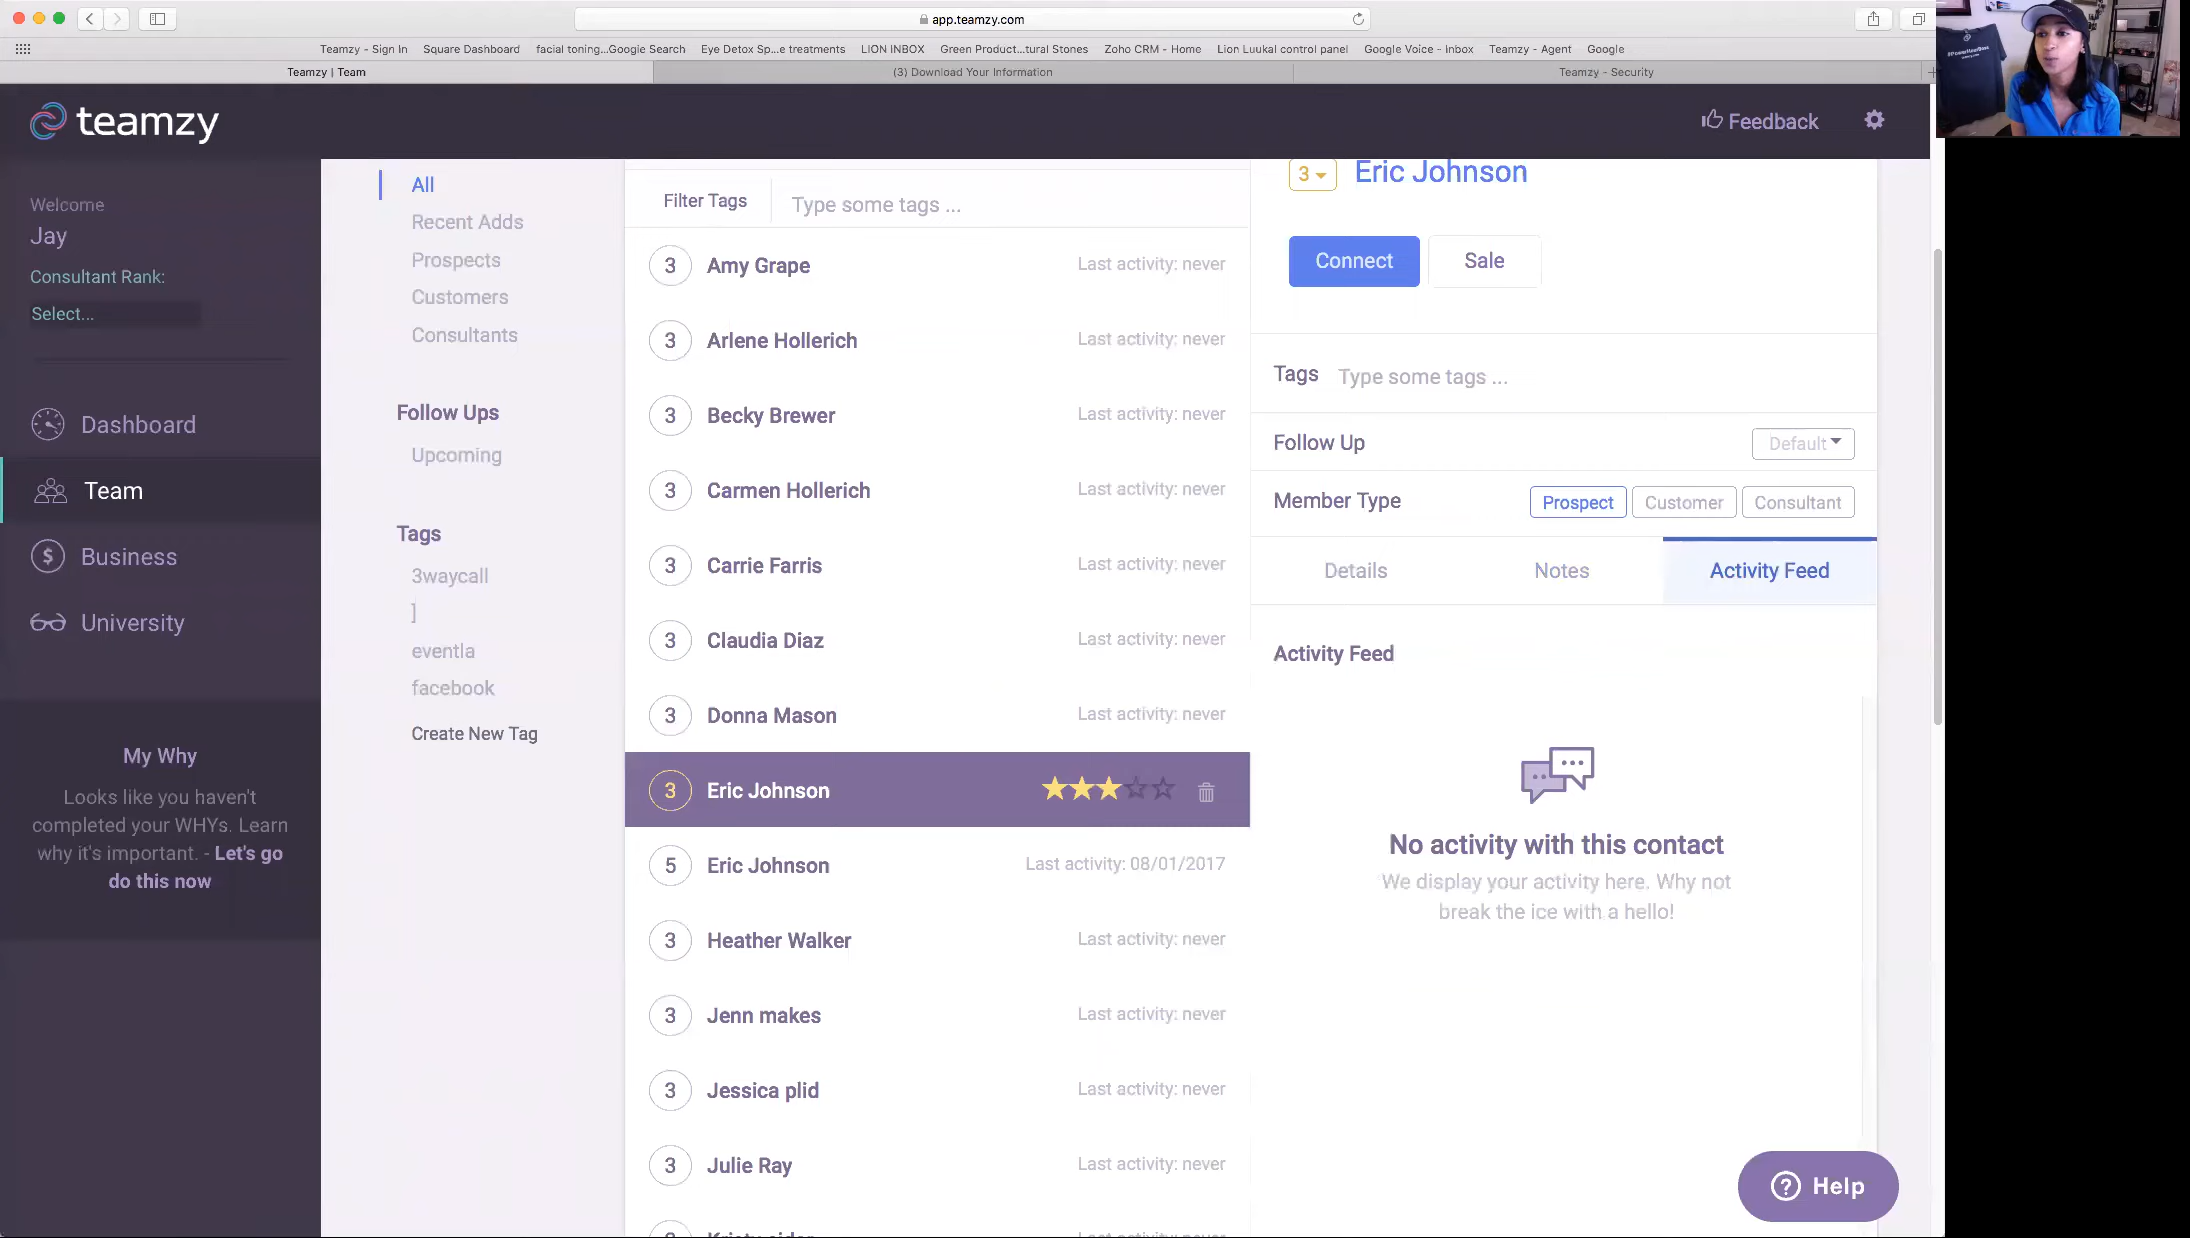 app.teamzy.com
Teamzy - Sign In
Square Dashboard
facial toning...Google Search
Eye Detox Sp...e treatments
LION INBOX
Green Product...tural Stones
Zoho CRM - Home
Lion Luukal control panel
Google Voice - Inbox
Teamzy - Agent
Google
Teamzy | Team
(3) Download Your Information
Teamzy - Security
teamzy
Feedback
Welcome
Jay
Consultant Rank:
Select...
Dashboard
Team
Business
University
My Why
Looks like you haven't
completed your WHYs. Learn
why it's important. - Let's go
do this now
All
Recent Adds
Prospects
Customers
Consultants
Follow Ups
Upcoming
Tags
3waycall
]
eventla
facebook
Create New Tag
Filter Tags
Type some tags ...
3 Amy Grape Last activity: never
3 Arlene Hollerich Last activity: never
3 Becky Brewer Last activity: never
3 Carmen Hollerich Last activity: never
3 Carrie Farris Last activity: never
3 Claudia Diaz Last activity: never
3 Donna Mason Last activity: never
3 Eric Johnson
5 Eric Johnson Last activity: 08/01/2017
3 Heather Walker Last activity: never
3 Jenn makes Last activity: never
3 Jessica plid Last activity: never
3 Julie Ray Last activity: never
3 Eric Johnson
Connect
Sale
Tags
Type some tags ...
Follow Up
Default
Member Type
Prospect
Customer
Consultant
Details
Notes
Activity Feed
Activity Feed
No activity with this contact
We display your activity here. Why not
break the ice with a hello!
Help